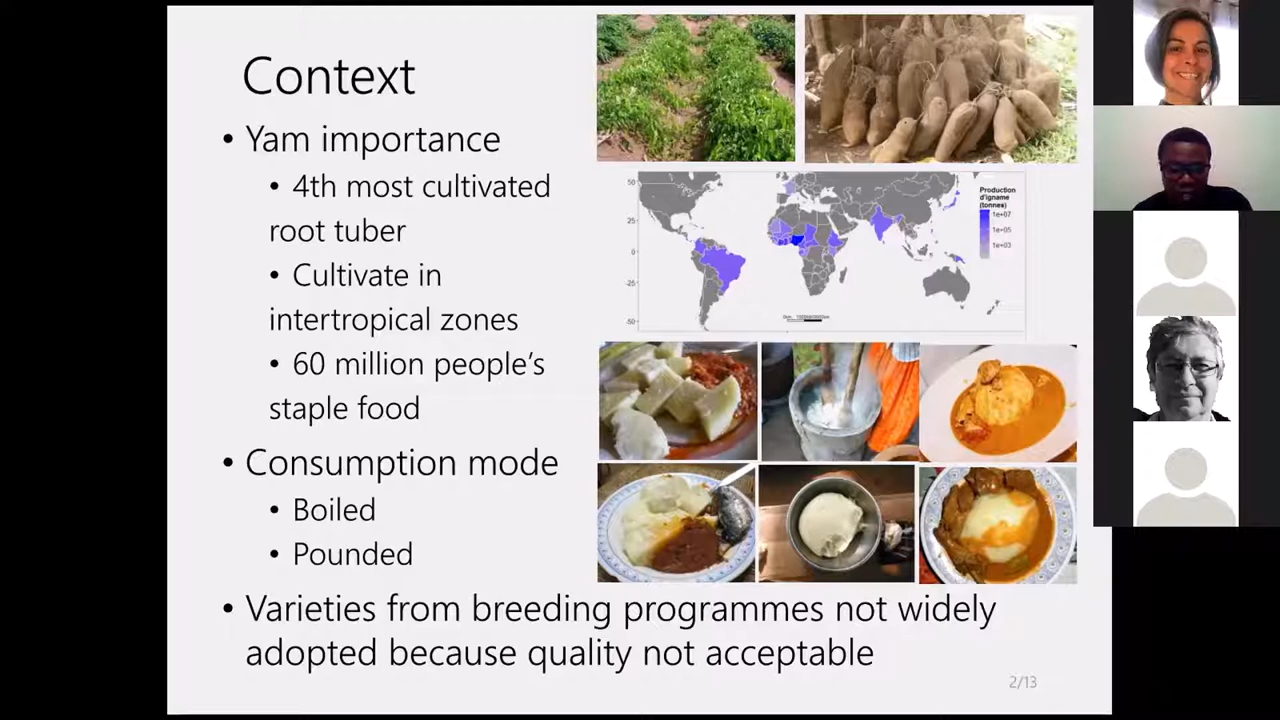 Context
• Yam importance
• 4th most cultivated
root tuber
• Cultivate in
intertropical zones
• 60 million people's
staple food
• Consumption mode
• Boiled
• Pounded
• Varieties from breeding programmes not widely
adopted because quality not acceptable
Production
d'igname
(tonnes)
1e+07
1e+05
1e+03
50
25
0
-25
-50
2/13